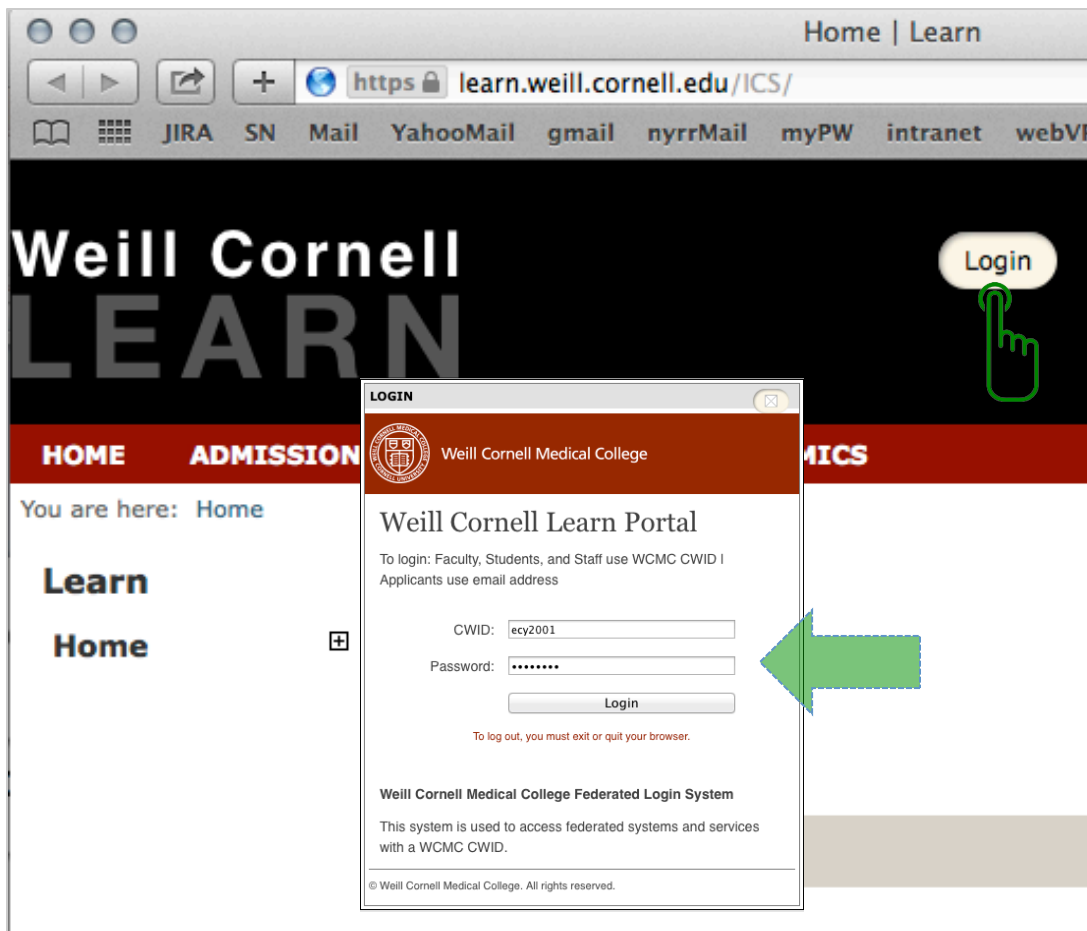 Home | Learn
https learn.weill.cornell.edu/ICS/
JIRA SN Mail YahooMail gmail nyrrMail myPW intranet
Weill Cornell
LEARN
Login
HOME
You are here: Home
Learn
Home
LOGIN
Weill Cornell Medical College
Weill Cornell Learn Portal
To login: Faculty, Students, and Staff use WCMC CWID |
Applicants use email address
CWID: ecy2001
Password: ••••••••
Login
To log out, you must exit or quit your browser.
Weill Cornell Medical College Federated Login System
This system is used to access federated systems and services
with a WCMC CWID.
© Weill Cornell Medical College. All rights reserved.